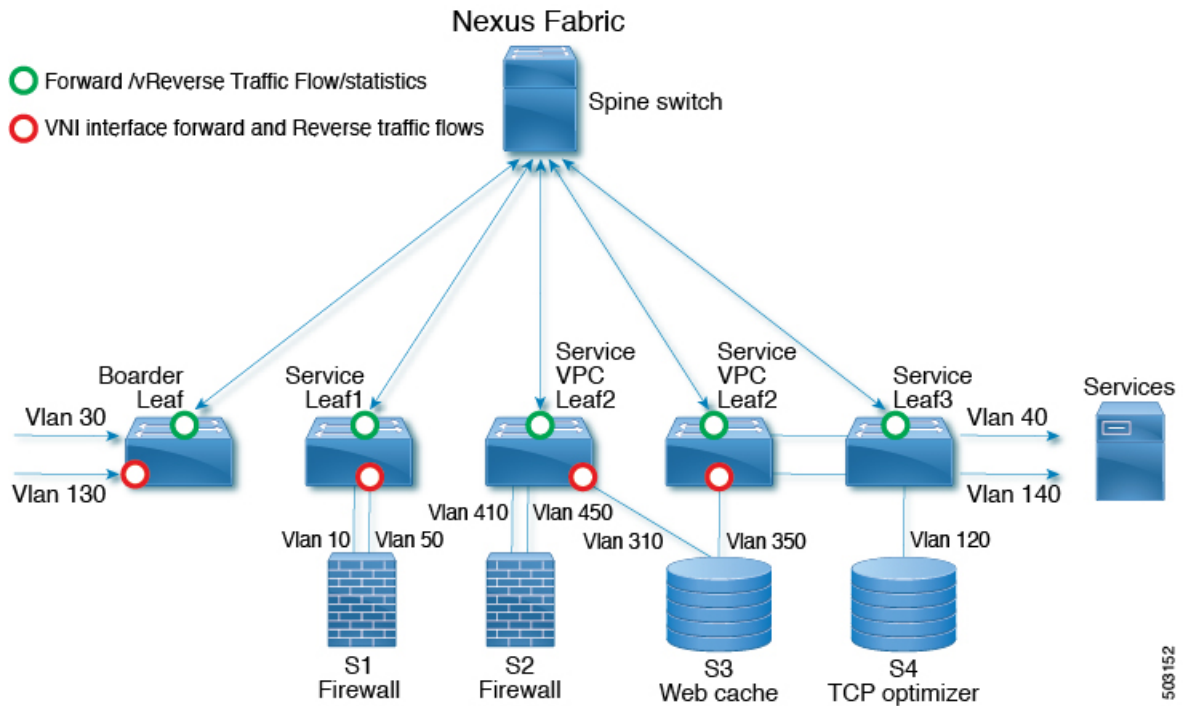 Nexus Fabric
Forward /vReverse Traffic Flow/statistics
VNI interface forward and Reverse traffic flows
Spine switch
Boarder
Leaf
Service
Leaf1
Service
VPC
Leaf2
Service
VPC
Leaf2
Service
Leaf3
Services
Vlan 30
Vlan 130
Vlan 40
Vlan 140
Vlan 10
Vlan 50
Vlan 410
Vlan 450
Vlan 310
Vlan 350
Vlan 120
S1
Firewall
S2
Firewall
S3
Web cache
S4
TCP optimizer
503152